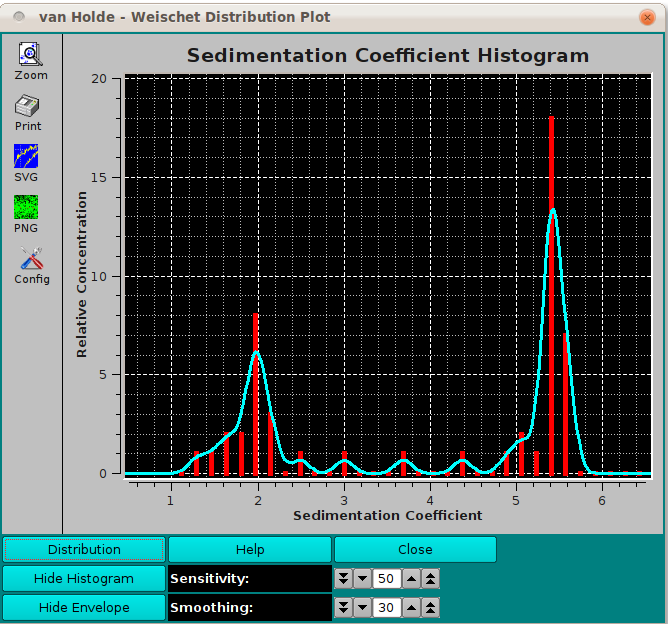 van Holde - Weischet Distribution Plot
Zoom
Print
SVG
PNG
Config
Sedimentation Coefficient Histogram
Relative Concentration
20
15
10
5
0
1 2 3 4 5 6
Sedimentation Coefficient
Distribution Help Close
Hide Histogram Sensitivity: 50
Hide Envelope Smoothing: 30